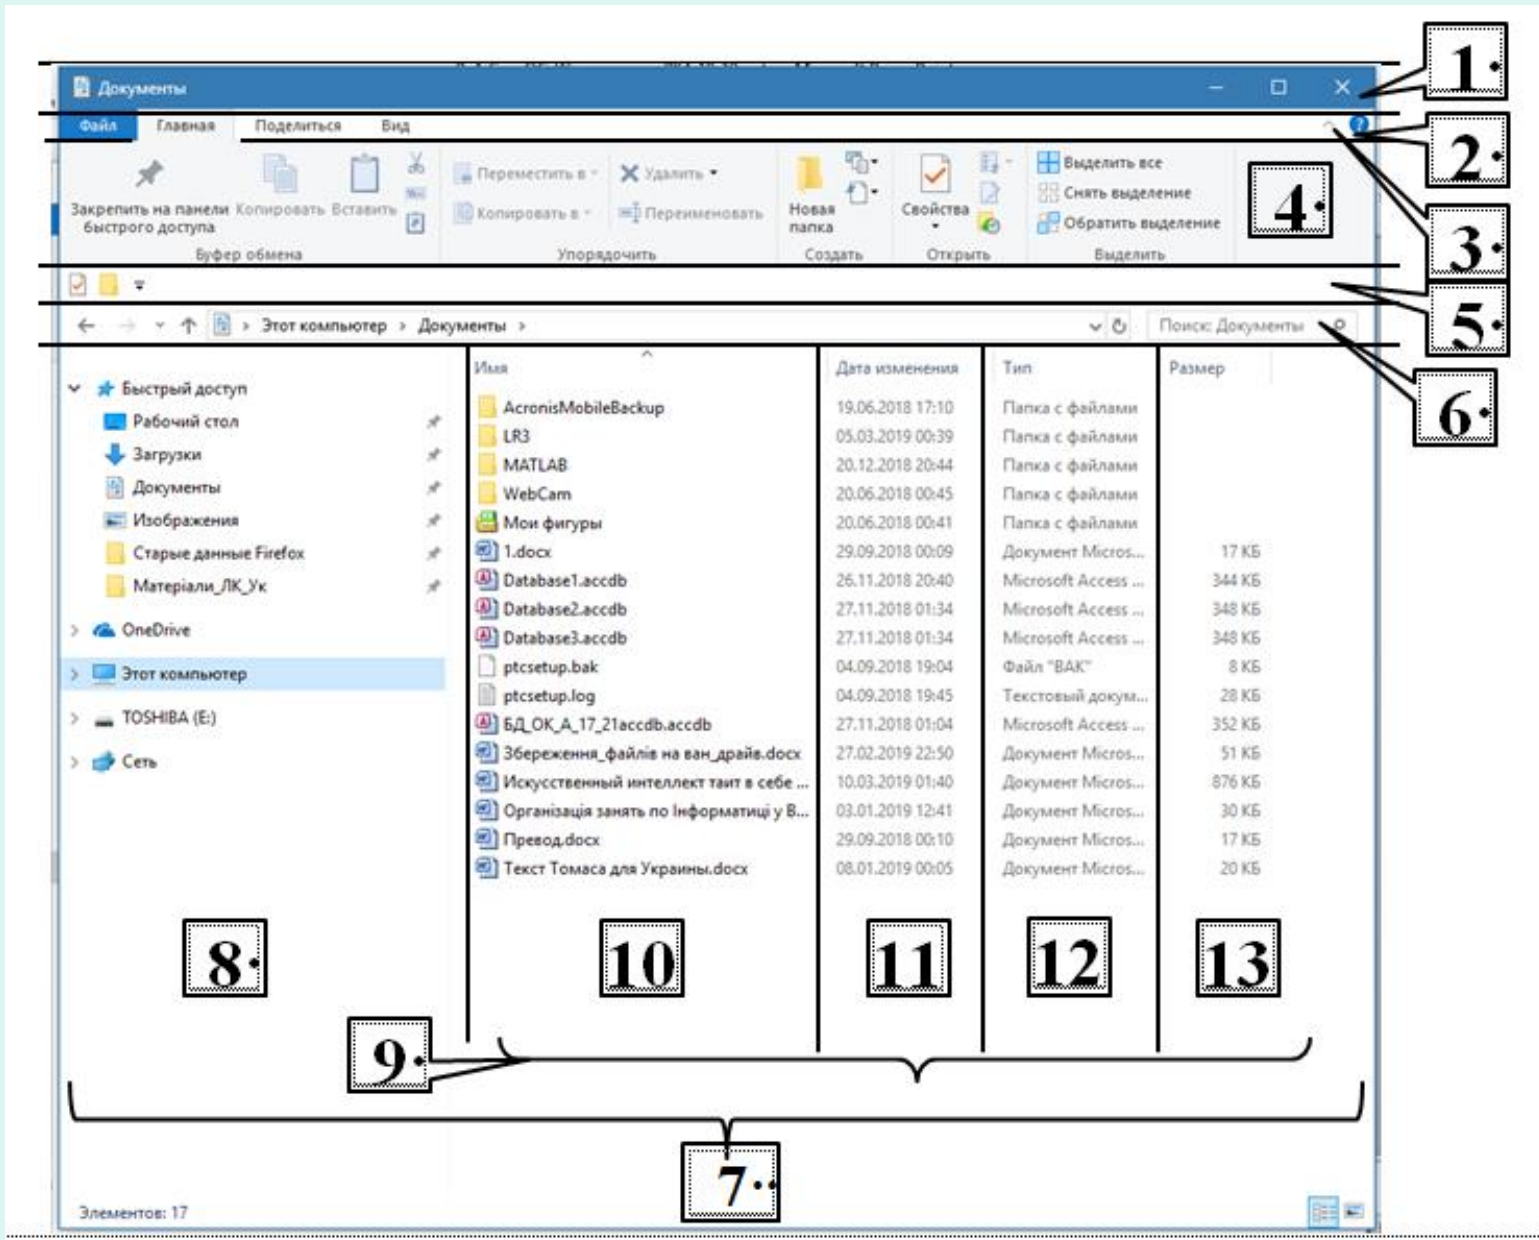 1
Документы
Файл Главная Поделиться Вид
2
Закрепить на панели быстрого доступа
Копировать
Вставить
Переместить в
Копировать в
Удалить
Переименовать
Новая папка
Свойства
Выделить все
Снять выделение
Обратить выделение
4
Буфер обмена Упорядочить Создать Открыть Выделить
3
5
Этот компьютер > Документы > Поиск: Документы
6
Быстрый доступ
Рабочий стол
Загрузки
Документы
Изображения
Старые данные Firefox
Матеріали_ЛК_Ук
OneDrive
Этот компьютер
TOSHIBA (E:)
Сеть
Имя Дата изменения Тип Размер
AcronisMobileBackup 19.06.2018 17:10 Папка с файлами
LR3 05.03.2019 00:39 Папка с файлами
MATLAB 20.12.2018 20:44 Папка с файлами
WebCam 20.06.2018 00:45 Папка с файлами
Мои фигуры 20.06.2018 00:41 Папка с файлами
1.docx 29.09.2018 00:09 Документ Micros... 17 КБ
Database1.accdb 26.11.2018 20:40 Microsoft Access ... 344 КБ
Database2.accdb 27.11.2018 01:34 Microsoft Access ... 348 КБ
Database3.accdb 27.11.2018 01:34 Microsoft Access ... 348 КБ
ptcsetup.bak 04.09.2018 19:04 Файл "BAK" 8 КБ
ptcsetup.log 04.09.2018 19:45 Текстовый докум... 28 КБ
БД_ОК_А_17_21accdb.accdb 27.11.2018 01:04 Microsoft Access ... 352 КБ
Збереження_файлів на ван_драйв.docx 27.02.2019 22:50 Документ Micros... 51 КБ
Искусственный интеллект таит в себе ... 10.03.2019 01:40 Документ Micros... 876 КБ
Організація занять по Інформатиці у В... 03.01.2019 12:41 Документ Micros... 30 КБ
Превод.docx 29.09.2018 00:10 Документ Micros... 17 КБ
Текст Томаса для Украины.docx 08.01.2019 00:05 Документ Micros... 20 КБ
8 10 11 12 13
9
7
Элементов: 17